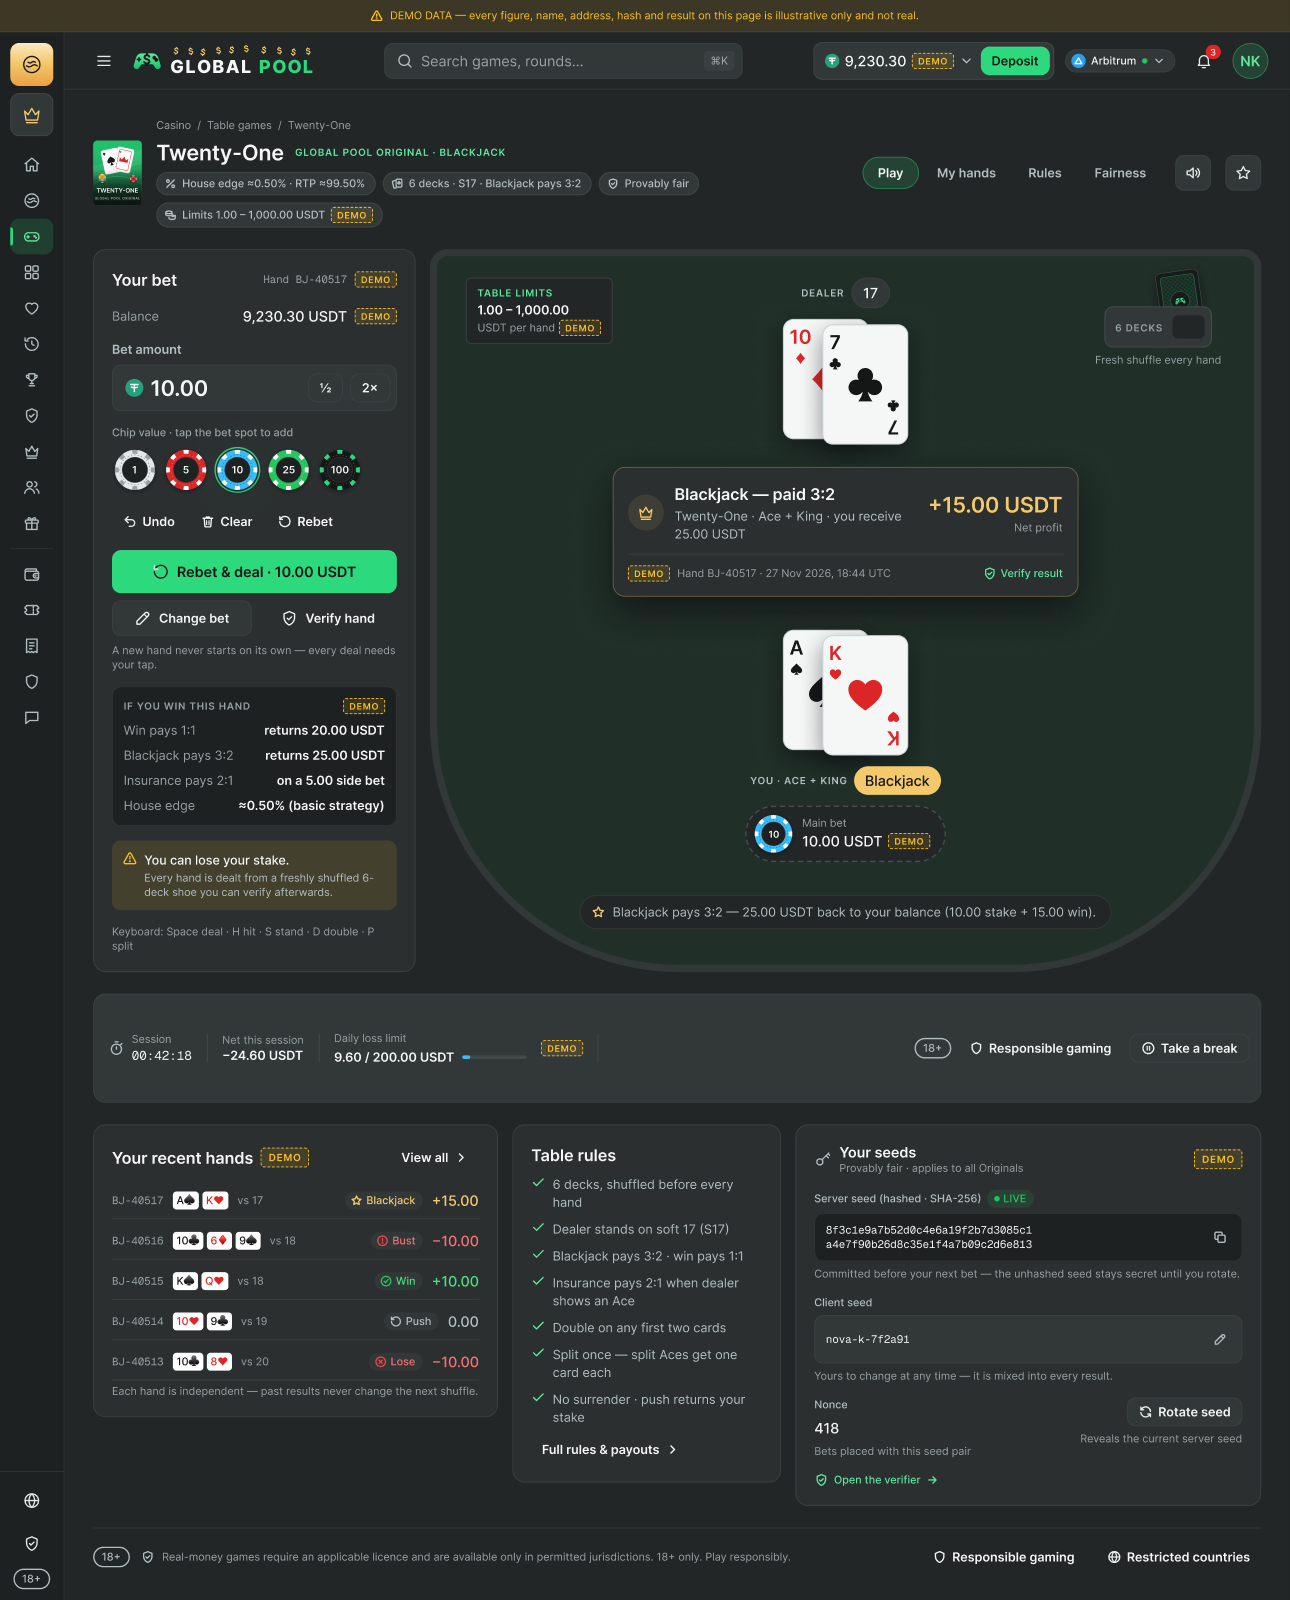 DEMO DATA — every figure, name, address, hash and result on this page is illustrative only and not real.
GLOBAL POOL
Search games, rounds...
⌘K
9,230.30 DEMO
Deposit
Arbitrum
3
NK
Casino / Table games / Twenty-One
TWENTY-ONE
GLOBAL POOL ORIGINAL
Twenty-One GLOBAL POOL ORIGINAL · BLACKJACK
House edge ≈0.50% · RTP ≈99.50%
6 decks · S17 · Blackjack pays 3:2
Provably fair
Limits 1.00 – 1,000.00 USDT DEMO
Play
My hands
Rules
Fairness
Your bet
Hand BJ-40517 DEMO
Balance
9,230.30 USDT DEMO
Bet amount
10.00
½
2×
Chip value · tap the bet spot to add
1
5
10
25
100
Undo
Clear
Rebet
Rebet & deal · 10.00 USDT
Change bet
Verify hand
A new hand never starts on its own — every deal needs
your tap.
IF YOU WIN THIS HAND
DEMO
Win pays 1:1
returns 20.00 USDT
Blackjack pays 3:2
returns 25.00 USDT
Insurance pays 2:1
on a 5.00 side bet
House edge
≈0.50% (basic strategy)
You can lose your stake.
Every hand is dealt from a freshly shuffled 6-
deck shoe you can verify afterwards.
Keyboard: Space deal · H hit · S stand · D double · P
split
TABLE LIMITS
1.00 – 1,000.00
USDT per hand DEMO
DEALER 17
10
7
7
6 DECKS
Fresh shuffle every hand
Blackjack — paid 3:2
Twenty-One · Ace + King · you receive
25.00 USDT
+15.00 USDT
Net profit
DEMO Hand BJ-40517 · 27 Nov 2026, 18:44 UTC
Verify result
A
K
K
YOU · ACE + KING Blackjack
10
Main bet
10.00 USDT DEMO
Blackjack pays 3:2 — 25.00 USDT back to your balance (10.00 stake + 15.00 win).
Session
00:42:18
Net this session
−24.60 USDT
Daily loss limit
9.60 / 200.00 USDT
DEMO
18+
Responsible gaming
Take a break
Your recent hands DEMO
View all
BJ-40517 A♠ K♥ vs 17 Blackjack +15.00
BJ-40516 10♣ 6♦ 9♠ vs 18 Bust −10.00
BJ-40515 K♠ Q♥ vs 18 Win +10.00
BJ-40514 10♥ 9♣ vs 19 Push 0.00
BJ-40513 10♣ 8♥ vs 20 Lose −10.00
Each hand is independent — past results never change the next shuffle.
Table rules
6 decks, shuffled before every
hand
Dealer stands on soft 17 (S17)
Blackjack pays 3:2 · win pays 1:1
Insurance pays 2:1 when dealer
shows an Ace
Double on any first two cards
Split once — split Aces get one
card each
No surrender · push returns your
stake
Full rules & payouts
Your seeds
Provably fair · applies to all Originals
DEMO
Server seed (hashed · SHA-256) LIVE
8f3c1e9a7b52d0c4e6a19f2b7d3085c1
a4e7f90b26d8c35e1f4a7b09c2d6e813
Committed before your next bet — the unhashed seed stays secret until you rotate.
Client seed
nova-k-7f2a91
Yours to change at any time — it is mixed into every result.
Nonce
418
Bets placed with this seed pair
Rotate seed
Reveals the current server seed
Open the verifier →
18+
18+
Real-money games require an applicable licence and are available only in permitted jurisdictions. 18+ only. Play responsibly.
Responsible gaming
Restricted countries